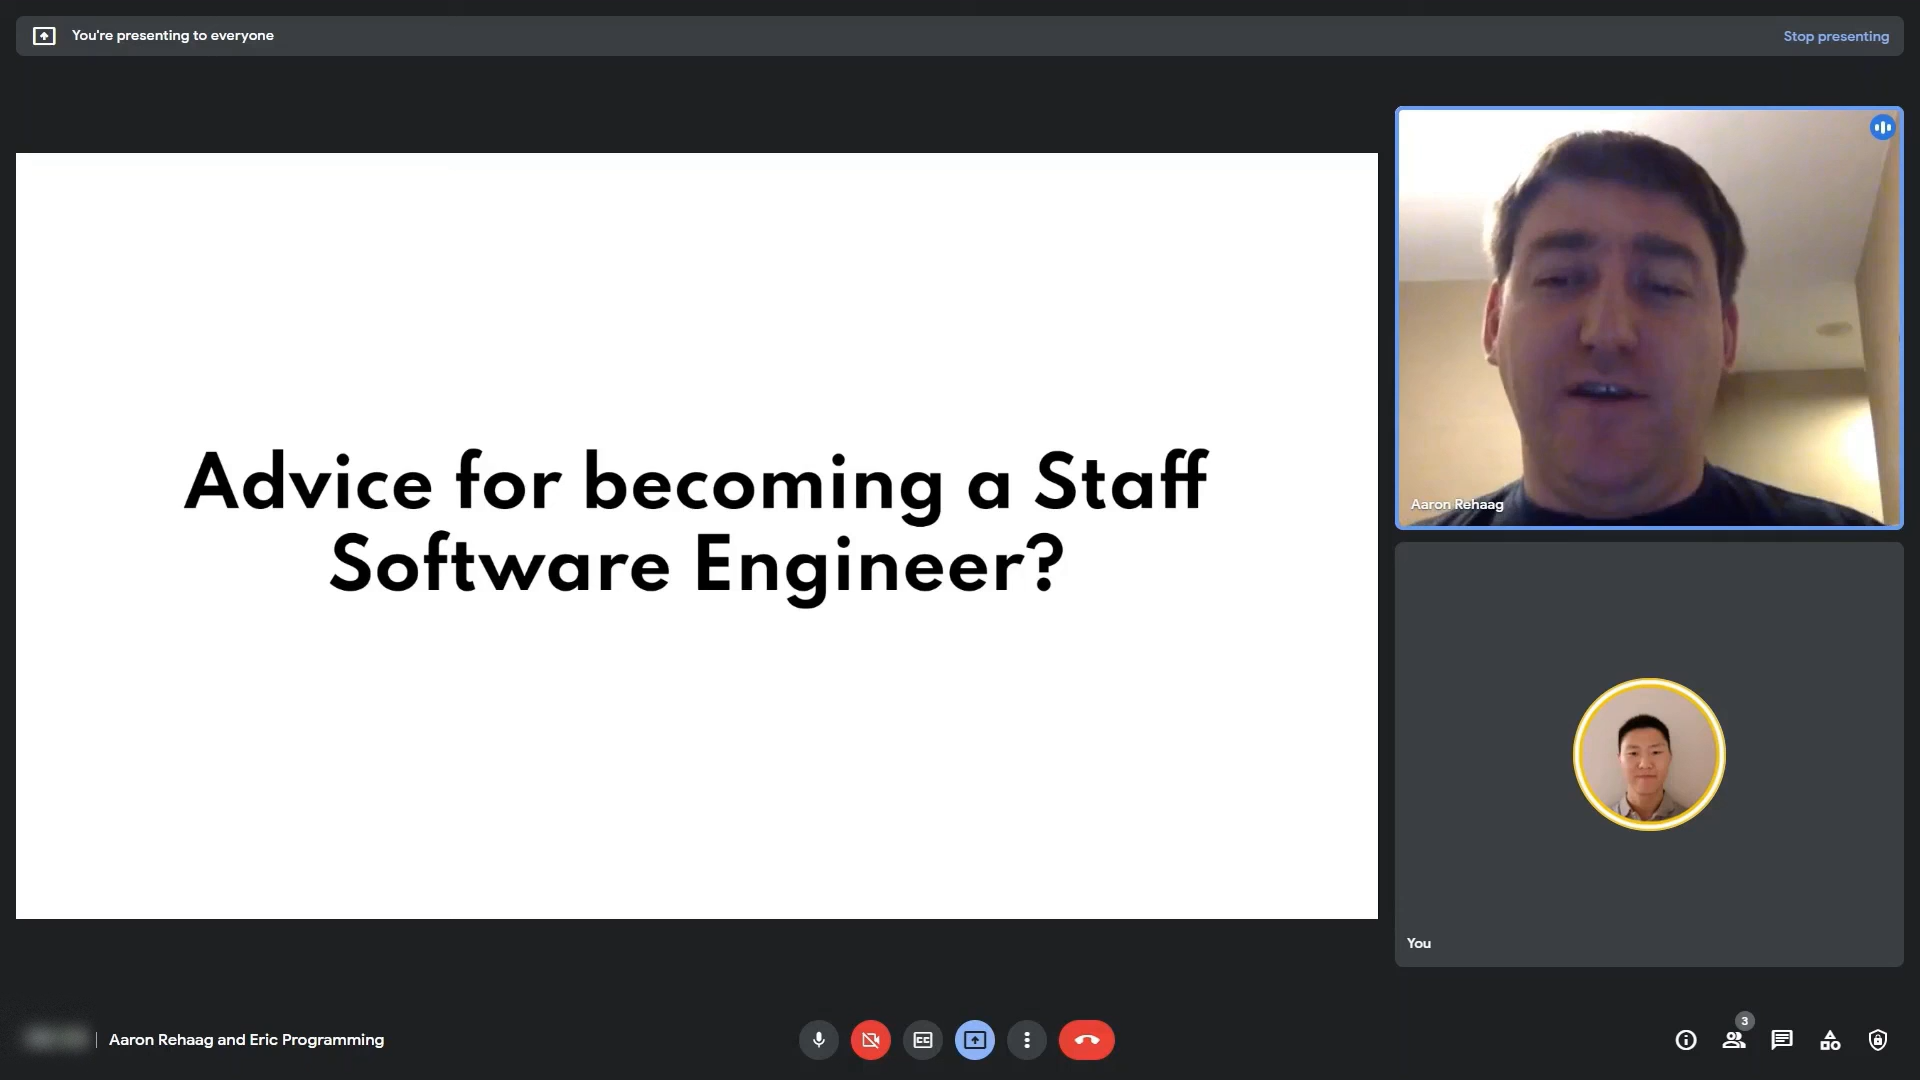 You're presenting to everyone
Stop presenting
Advice for becoming a Staff
Software Engineer?
Aaron Rehaag
You
Aaron Rehaag and Eric Programming
CC
3